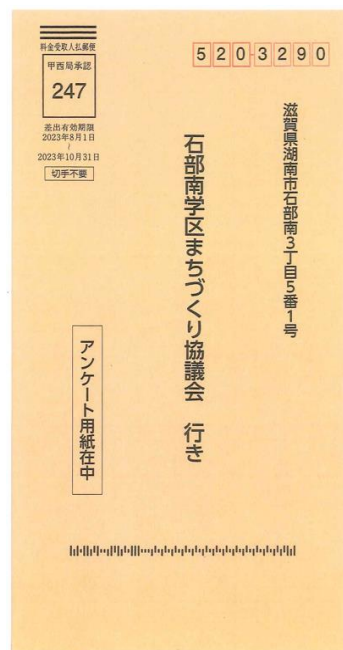 料金受取人払郵便
甲西局承認
247
差出有効期限
2023年8月1日
/
2023年10月31日
切手不要
520-3290
滋賀県湖南市石部南3丁目5番1号
石部南学区まちづくり協議会 行き
アンケート用紙在中